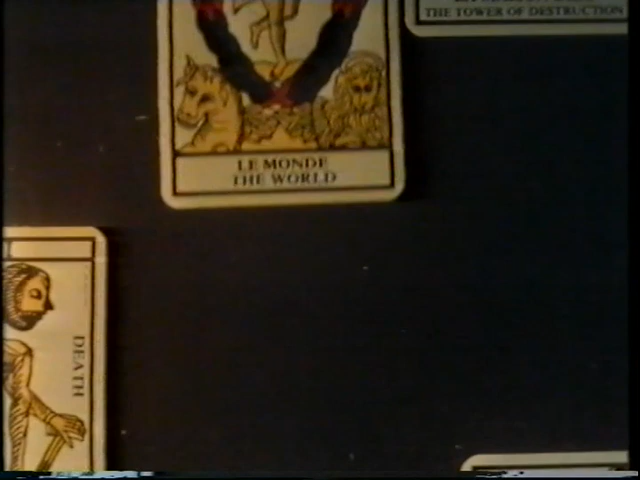 THE TOWER OF DESTRUCTION
LE MONDE
THE WORLD
DEATH